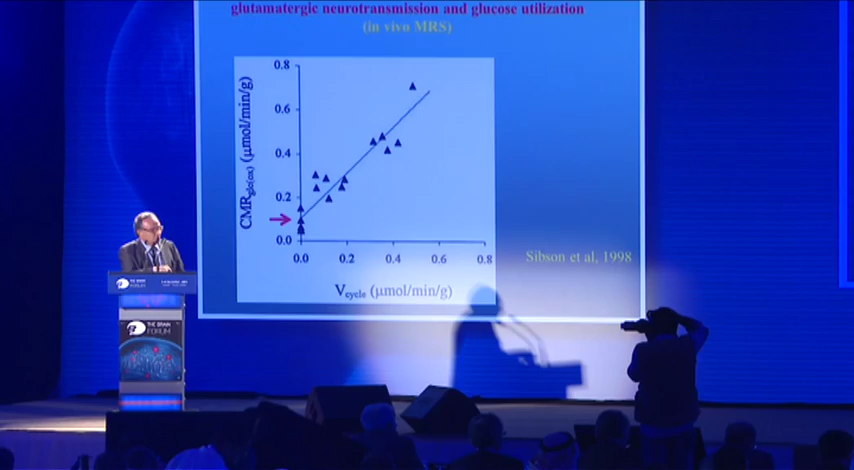 glutamatergic neurotransmission and glucose utilization
(in vivo MRS)
CMRglc(ox) (μmol/min/g)
0.8
0.6
0.4
0.2
0.0
0.0 0.2 0.4 0.6 0.8
Vcycle (μmol/min/g)
Sibson et al, 1998
THE BRAIN
FORUM
THE BRAIN
FORUM